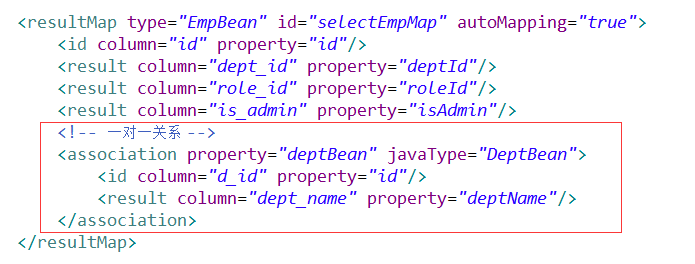 <resultMap type="EmpBean" id="selectEmpMap" autoMapping="true">
<id column="id" property="id"/>
<result column="dept_id" property="deptId"/>
<result column="role_id" property="roleId"/>
<result column="is_admin" property="isAdmin"/>
<!-- 一对一关系 -->
<association property="deptBean" javaType="DeptBean">
<id column="d_id" property="id"/>
<result column="dept_name" property="deptName"/>
</association>
</resultMap>